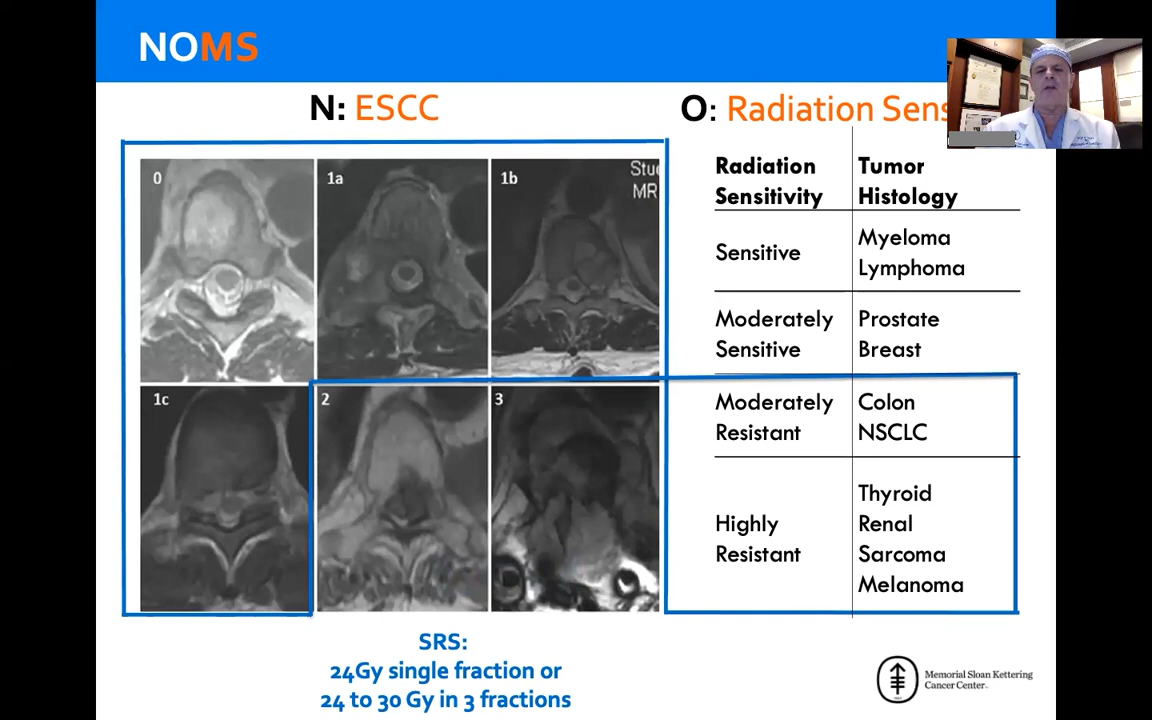 NOMS
N: ESCC
O: Radiation Sens
0
1a
1b
Stud
MR
1c
2
3
Radiation
Sensitivity
Tumor
Histology
Sensitive
Myeloma
Lymphoma
Moderately
Sensitive
Prostate
Breast
Moderately
Resistant
Colon
NSCLC
Highly
Resistant
Thyroid
Renal
Sarcoma
Melanoma
SRS:
24Gy single fraction or
24 to 30 Gy in 3 fractions
Memorial Sloan Kettering
Cancer Center